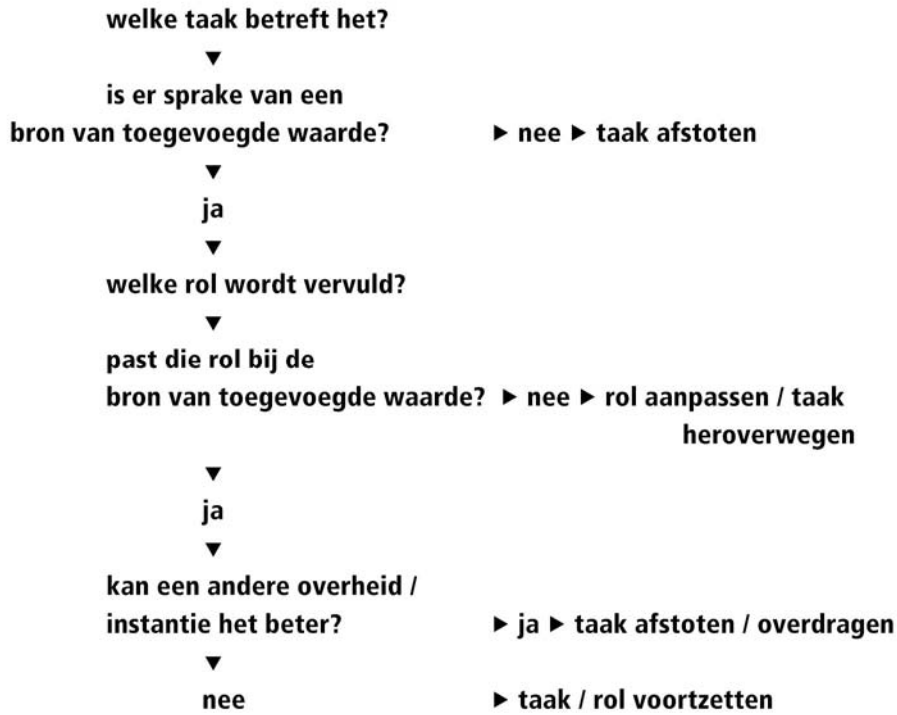 welke taak betreft het?
▼
is er sprake van een
bron van toegevoegde waarde? ▶ nee ▶ taak afstoten
▼
ja
▼
welke rol wordt vervuld?
▼
past die rol bij de
bron van toegevoegde waarde? ▶ nee ▶ rol aanpassen / taak
heroverwegen
▼
ja
▼
kan een andere overheid /
instantie het beter? ▶ ja ▶ taak afstoten / overdragen
▼
nee ▶ taak / rol voortzetten